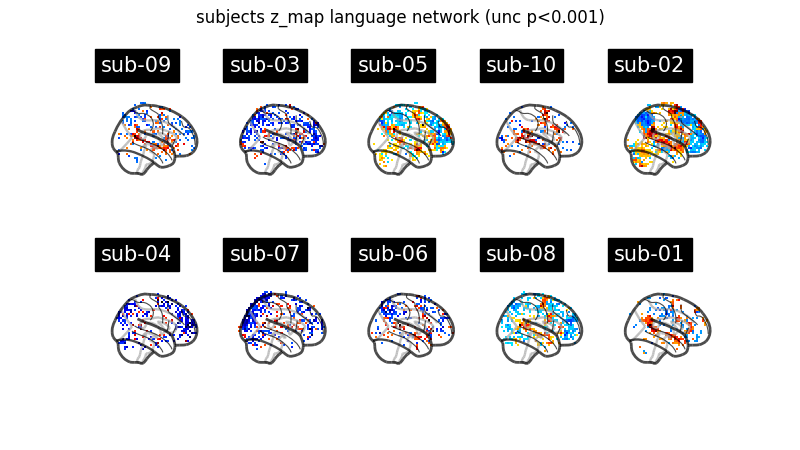 subjects z_map language network (unc p<0.001)
sub-09 sub-03 sub-05 sub-10 sub-02
sub-04 sub-07 sub-06 sub-08 sub-01